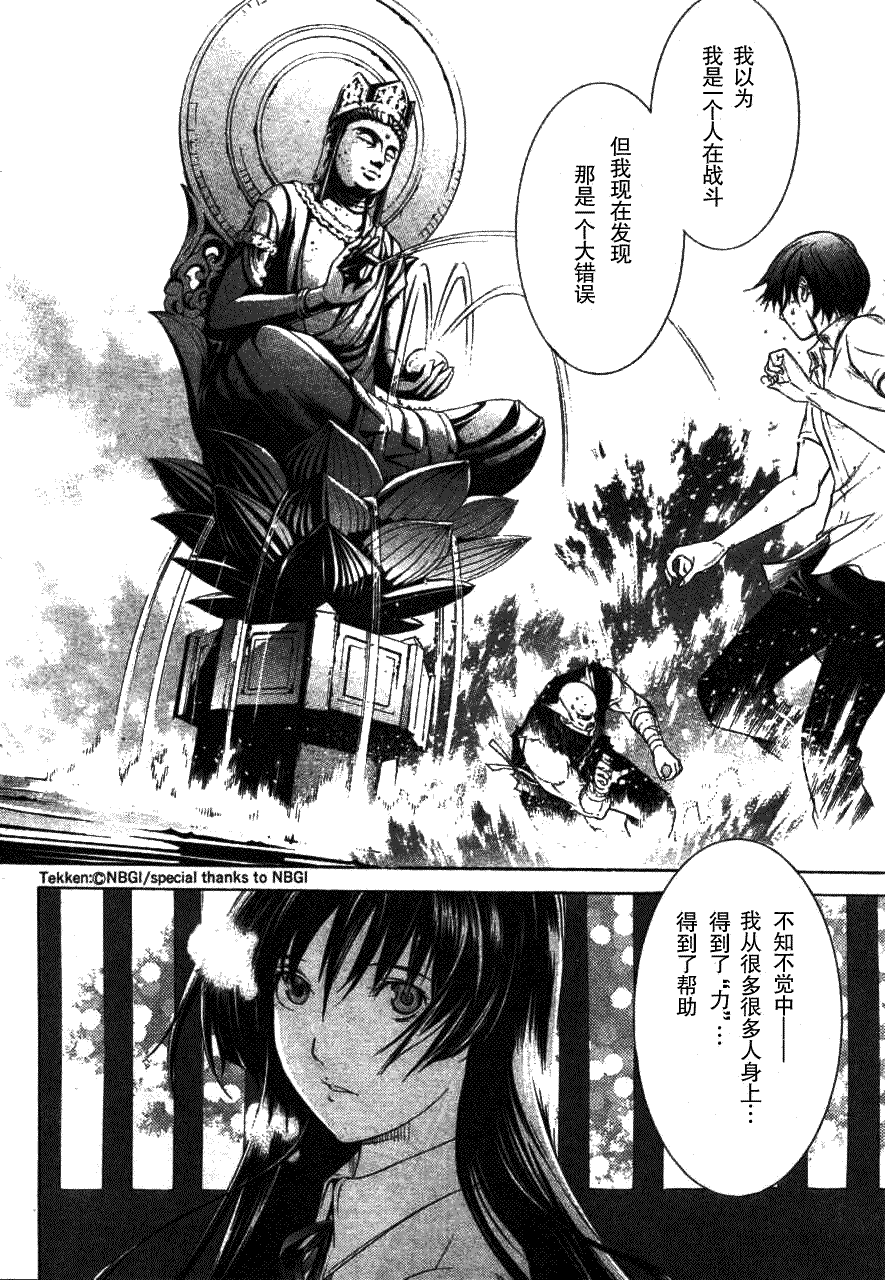 我以为
我是一个人在战斗
但我现在发现
那是一个大错误
Tekken:©NBGI/special thanks to NBGI
不知不觉中——
我从很多很多人身上…
得到了“力”…
得到了帮助